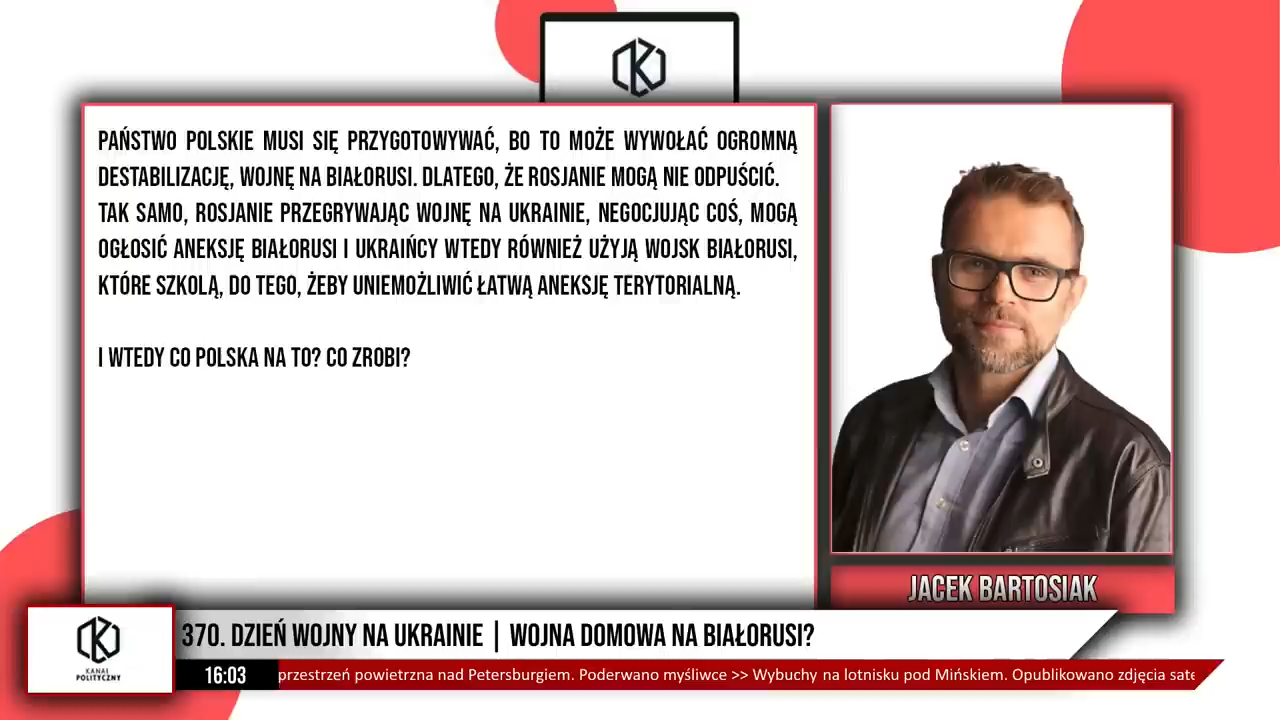 PAŃSTWO POLSKIE MUSI SIĘ PRZYGOTOWYWAĆ, BO TO MOŻE WYWOŁAĆ OGROMNĄ
DESTABILIZACJĘ, WOJNĘ NA BIAŁORUSI. DLATEGO, ŻE ROSJANIE MOGĄ NIE ODPUŚCIĆ.
TAK SAMO, ROSJANIE PRZEGRYWAJĄC WOJNĘ NA UKRAINIE, NEGOCJUJĄC COŚ, MOGĄ
OGŁOSIĆ ANEKSJĘ BIAŁORUSI I UKRAIŃCY WTEDY RÓWNIEŻ UŻYJĄ WOJSK BIAŁORUSI,
KTÓRE SZKOLĄ, DO TEGO, ŻEBY UNIEMOŻLIWIĆ ŁATWĄ ANEKSJĘ TERYTORIALNĄ.
I WTEDY CO POLSKA NA TO? CO ZROBI?
JACEK BARTOSIAK
370. DZIEŃ WOJNY NA UKRAINIE | WOJNA DOMOWA NA BIAŁORUSI?
KANAŁ
POLITYCZNY
16:03
przestrzeń powietrzna nad Petersburgiem. Poderwano myśliwce >> Wybuchy na lotnisku pod Mińskiem. Opublikowano zdjęcia sate